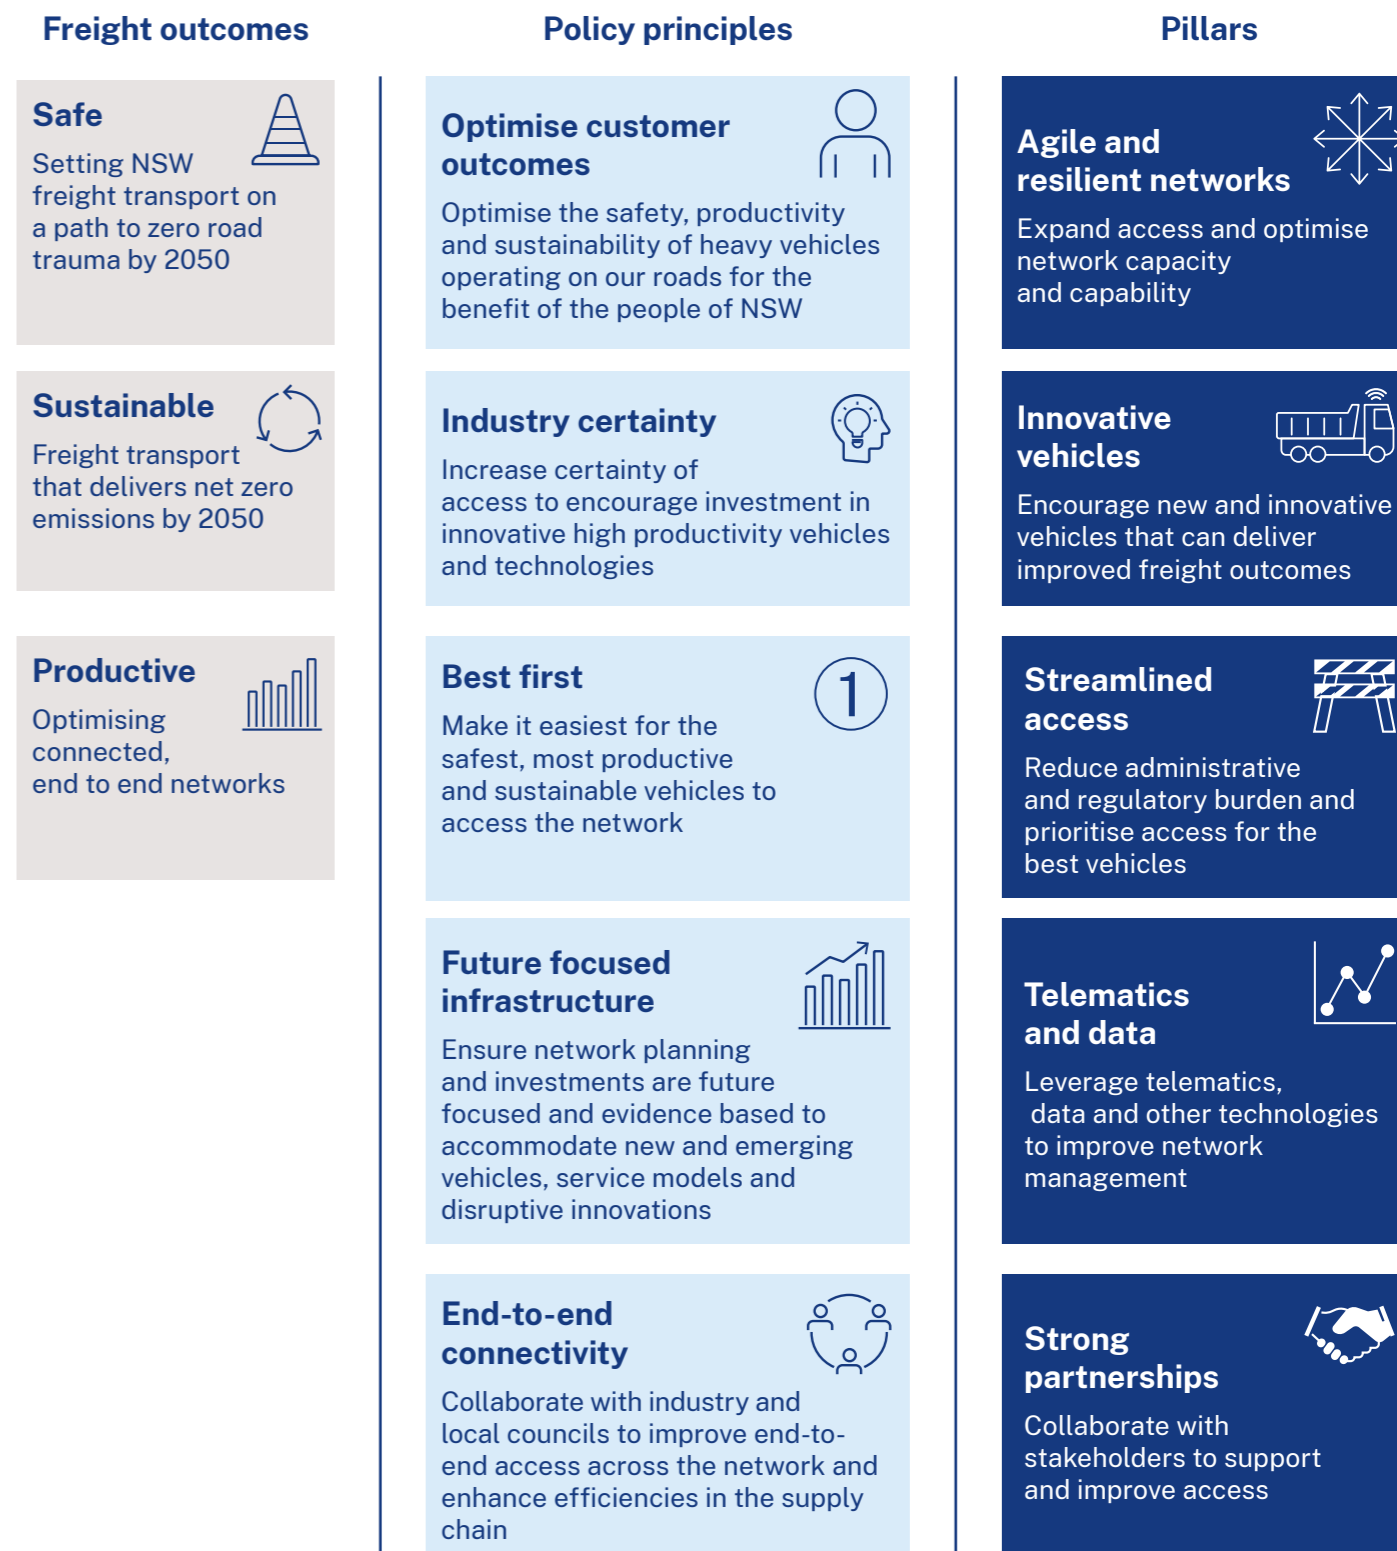 Freight outcomes
Safe
Setting NSW
freight transport on
a path to zero road
trauma by 2050
Sustainable
Freight transport
that delivers net zero
emissions by 2050
Productive
Optimising
connected,
end to end networks
Policy principles
Optimise customer
outcomes
Optimise the safety, productivity
and sustainability of heavy vehicles
operating on our roads for the
benefit of the people of NSW
Industry certainty
Increase certainty of
access to encourage investment in
innovative high productivity vehicles
and technologies
Best first
1
Make it easiest for the
safest, most productive
and sustainable vehicles to
access the network
Future focused
infrastructure
Ensure network planning
and investments are future
focused and evidence based to
accommodate new and emerging
vehicles, service models and
disruptive innovations
End-to-end
connectivity
Collaborate with industry and
local councils to improve end-to-
end access across the network and
enhance efficiencies in the supply
chain
Pillars
Agile and
resilient networks
Expand access and optimise
network capacity
and capability
Innovative
vehicles
Encourage new and innovative
vehicles that can deliver
improved freight outcomes
Streamlined
access
Reduce administrative
and regulatory burden and
prioritise access for the
best vehicles
Telematics
and data
Leverage telematics,
data and other technologies
to improve network
management
Strong
partnerships
Collaborate with
stakeholders to support
and improve access